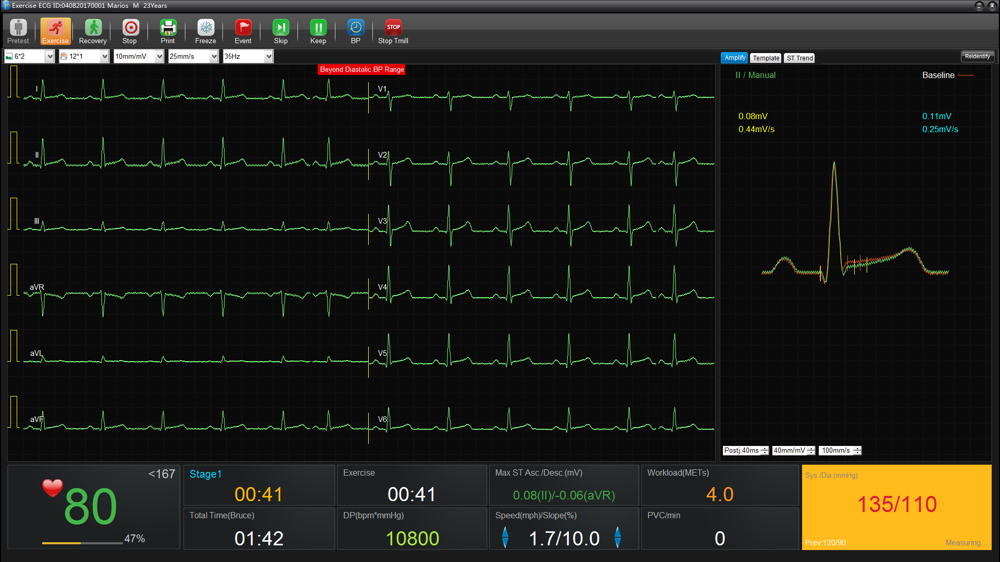 Exercise ECG ID:040820170001 Marios M 23Years
Pretest Exercise Recovery Stop Print Freeze Event Skip Keep BP STOP Stop Tmill
6*2 12*1 10mm/mV 25mm/s 35Hz
Amplify Template ST Trend Reidentify
Beyond Diastolic BP Range
II / Manual Baseline
0.08mV 0.11mV
0.44mV/s 0.25mV/s
I V1
II V2
III V3
aVR V4
aVL V5
aVF V6
Postj:40ms 40mm/mV 100mm/s
<167
80
47%
Stage1
00:41
Exercise
00:41
Max ST Asc./Desc.(mV)
0.08(II)/-0.06(aVR)
Workload(METs)
4.0
Total Time(Bruce)
01:42
DP(bpm*mmHg)
10800
Speed(mph)/Slope(%)
1.7/10.0
PVC/min
0
Sys./Dia.(mmHg)
135/110
Prev:120/90 Measuring...